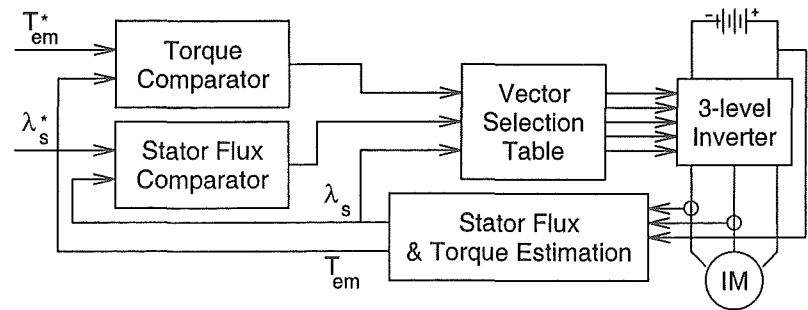 T*em
Torque
Comparator
λ*s
Stator Flux
Comparator
Vector
Selection
Table
- +
3-level
Inverter
λs
Stator Flux
& Torque Estimation
Tem
IM